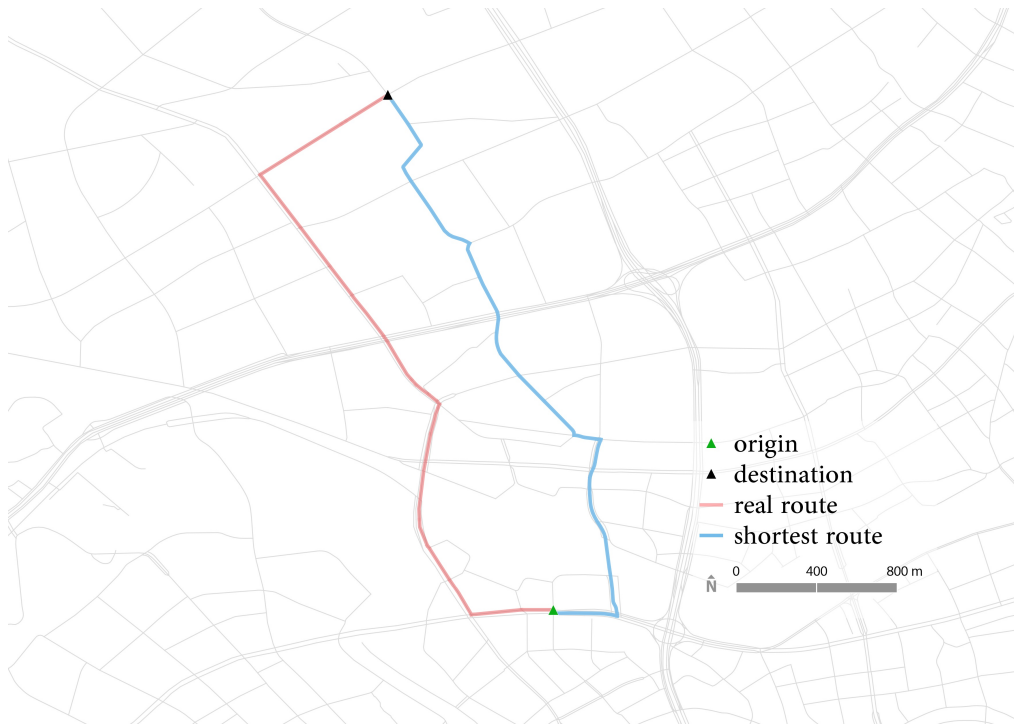 origin
destination
real route
shortest route
0 400 800 m
N